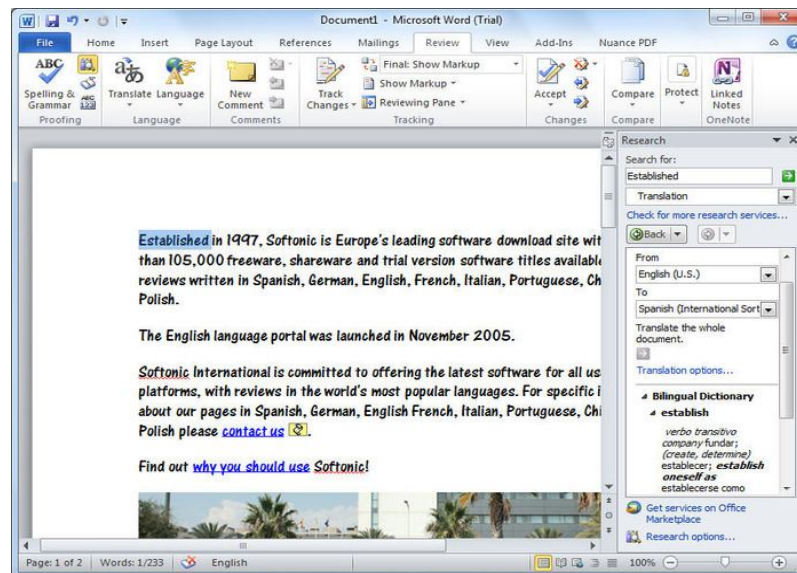 Document1 - Microsoft Word (Trial)
File Home Insert Page Layout References Mailings Review View Add-Ins Nuance PDF
ABC
Spelling & Grammar
ABC
123
Proofing
Translate
Language
Language
New Comment
Comments
Track Changes
Final: Show Markup
Show Markup
Reviewing Pane
Tracking
Accept
Changes
Compare
Compare
Protect
Linked Notes
OneNote
Established in 1997, Softonic is Europe's leading software download site wit
than 105,000 freeware, shareware and trial version software titles available
reviews written in Spanish, German, English, French, Italian, Portuguese, Ch
Polish.
The English language portal was launched in November 2005.
Softonic International is committed to offering the latest software for all us
platforms, with reviews in the world's most popular languages. For specific i
about our pages in Spanish, German, English French, Italian, Portuguese, Chi
Polish please contact us.
Find out why you should use Softonic!
Research
Search for:
Established
Translation
Check for more research services...
Back
From
English (U.S.)
To
Spanish (International Sort
Translate the whole
document.
Translation options...
Bilingual Dictionary
establish
verbo transitivo
company fundar;
(create, determine)
establecer; establish
oneself as
establecerse como
Get services on Office
Marketplace
Research options...
Page: 1 of 2 Words: 1/233 English 100%